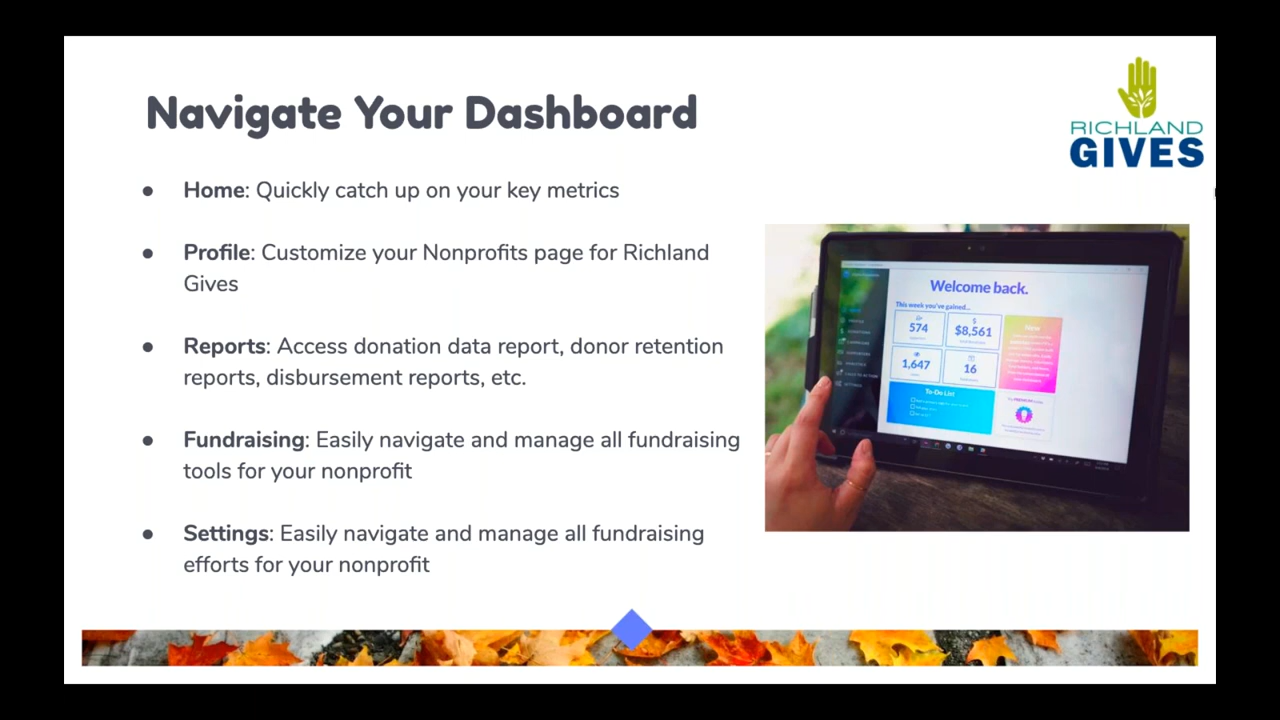 Navigate Your Dashboard
RICHLAND
GIVES
● Home: Quickly catch up on your key metrics
● Profile: Customize your Nonprofits page for Richland
Gives
● Reports: Access donation data report, donor retention
reports, disbursement reports, etc.
● Fundraising: Easily navigate and manage all fundraising
tools for your nonprofit
● Settings: Easily navigate and manage all fundraising
efforts for your nonprofit
Welcome back.
This week you've gained...
574
$8,561
1,647
16
To-Do List